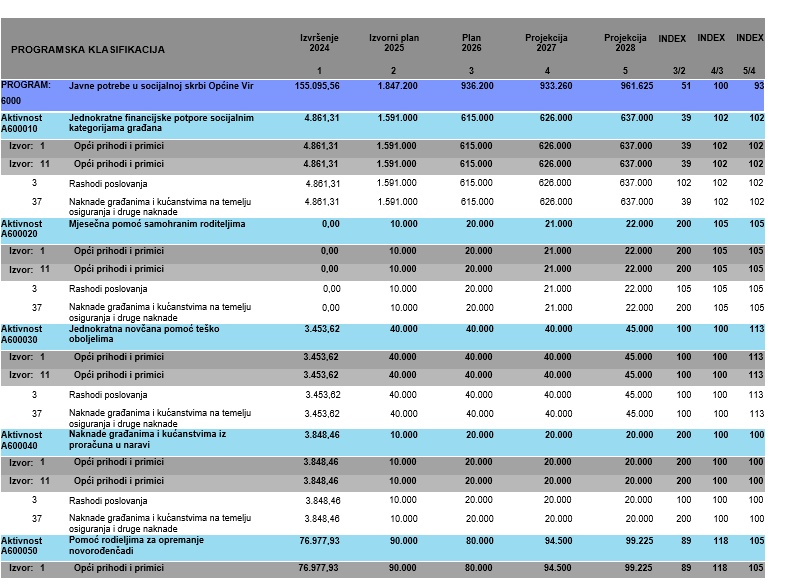 PROGRAMSKA KLASIFIKACIJA Izvršenje 2024 Izvorni plan 2025 Plan 2026 Projekcija 2027 Projekcija 2028 INDEX INDEX INDEX
1 2 3 4 5 3/2 4/3 5/4
PROGRAM: 6000 Javne potrebe u socijalnoj skrbi Općine Vir 155.095,56 1.847.200 936.200 933.260 961.625 51 100 93
Aktivnost A600010 Jednokratne financijske potpore socijalnim kategorijama građana 4.861,31 1.591.000 615.000 626.000 637.000 39 102 102
Izvor: 1 Opći prihodi i primici 4.861,31 1.591.000 615.000 626.000 637.000 39 102 102
Izvor: 11 Opći prihodi i primici 4.861,31 1.591.000 615.000 626.000 637.000 39 102 102
3 Rashodi poslovanja 4.861,31 1.591.000 615.000 626.000 637.000 102 102 102
37 Naknade građanima i kućanstvima na temelju osiguranja i druge naknade 4.861,31 1.591.000 615.000 626.000 637.000 39 102 102
Aktivnost A600020 Mjesečna pomoć samohranim roditeljima 0,00 10.000 20.000 21.000 22.000 200 105 105
Izvor: 1 Opći prihodi i primici 0,00 10.000 20.000 21.000 22.000 200 105 105
Izvor: 11 Opći prihodi i primici 0,00 10.000 20.000 21.000 22.000 200 105 105
3 Rashodi poslovanja 0,00 10.000 20.000 21.000 22.000 105 105 105
37 Naknade građanima i kućanstvima na temelju osiguranja i druge naknade 0,00 10.000 20.000 21.000 22.000 200 105 105
Aktivnost A600030 Jednokratna novčana pomoć teško oboljelima 3.453,62 40.000 40.000 40.000 45.000 100 100 113
Izvor: 1 Opći prihodi i primici 3.453,62 40.000 40.000 40.000 45.000 100 100 113
Izvor: 11 Opći prihodi i primici 3.453,62 40.000 40.000 40.000 45.000 100 100 113
3 Rashodi poslovanja 3.453,62 40.000 40.000 40.000 45.000 100 100 113
37 Naknade građanima i kućanstvima na temelju osiguranja i druge naknade 3.453,62 40.000 40.000 40.000 45.000 100 100 113
Aktivnost A600040 Naknade građanima i kućanstvima iz proračuna u naravi 3.848,46 10.000 20.000 20.000 20.000 200 100 100
Izvor: 1 Opći prihodi i primici 3.848,46 10.000 20.000 20.000 20.000 200 100 100
Izvor: 11 Opći prihodi i primici 3.848,46 10.000 20.000 20.000 20.000 200 100 100
3 Rashodi poslovanja 3.848,46 10.000 20.000 20.000 20.000 100 100 100
37 Naknade građanima i kućanstvima na temelju osiguranja i druge naknade 3.848,46 10.000 20.000 20.000 20.000 200 100 100
Aktivnost A600050 Pomoć rodieljima za opremanje novorođenčadi 76.977,93 90.000 80.000 94.500 99.225 89 118 105
Izvor: 1 Opći prihodi i primici 76.977,93 90.000 80.000 94.500 99.225 89 118 105